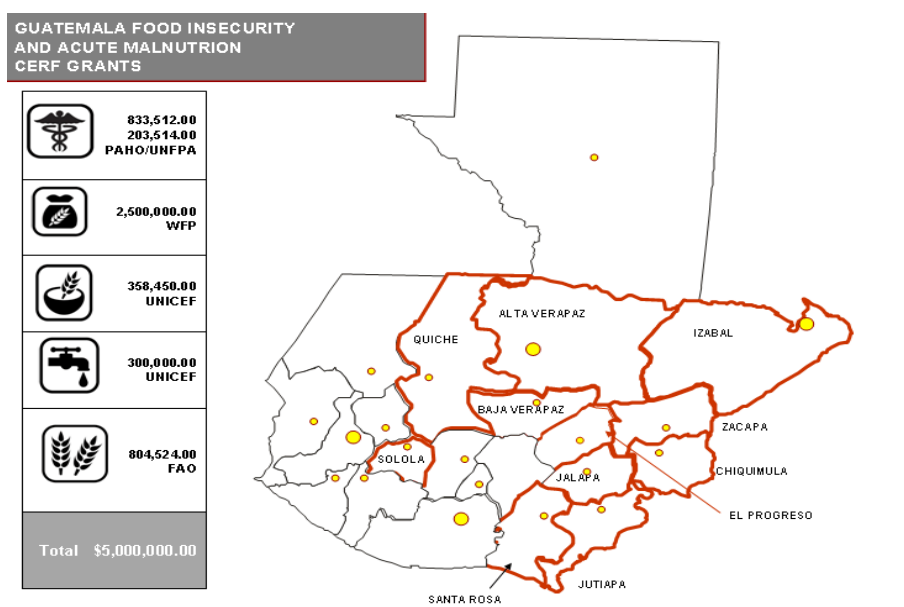 GUATEMALA FOOD INSECURITY
AND ACUTE MALNUTRION
CERF GRANTS
833,512.00
203,514.00
PAHO/UNFPA
2,500,000.00
WFP
358,450.00
UNICEF
300,000.00
UNICEF
804,524.00
FAO
Total $5,000,000.00
ALTA VERAPAZ
IZABAL
QUICHE
BAJA VERAPAZ
ZACAPA
SOLOLA
CHIQUIMULA
JALAPA
EL PROGRESO
JUTIAPA
SANTA ROSA